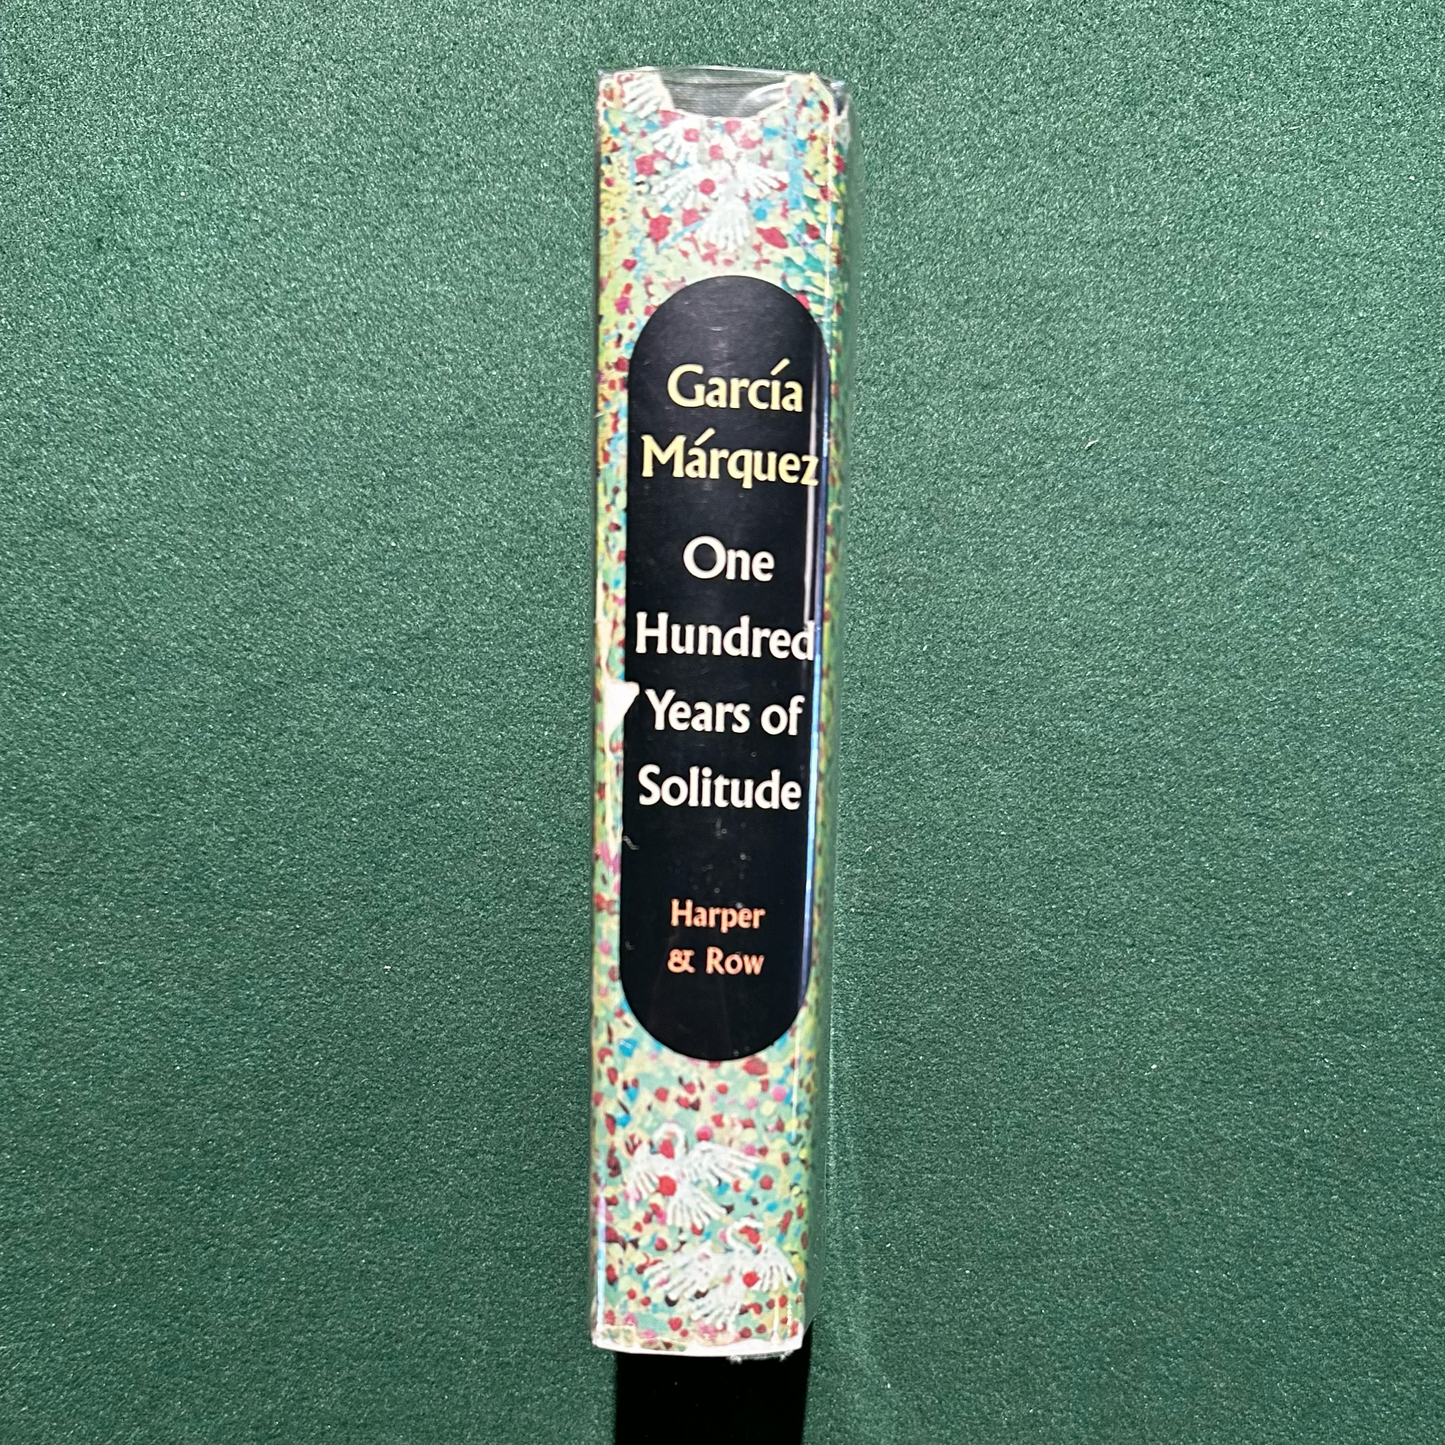 García
Márquez
One
Hundred
Years of
Solitude
Harper
& Row